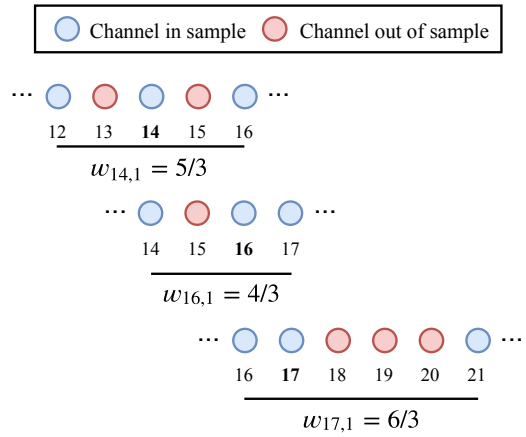 Channel in sample Channel out of sample
... ...
12 13 14 15 16
w14,1 = 5/3
... ...
14 15 16 17
w16,1 = 4/3
... ...
16 17 18 19 20 21
w17,1 = 6/3